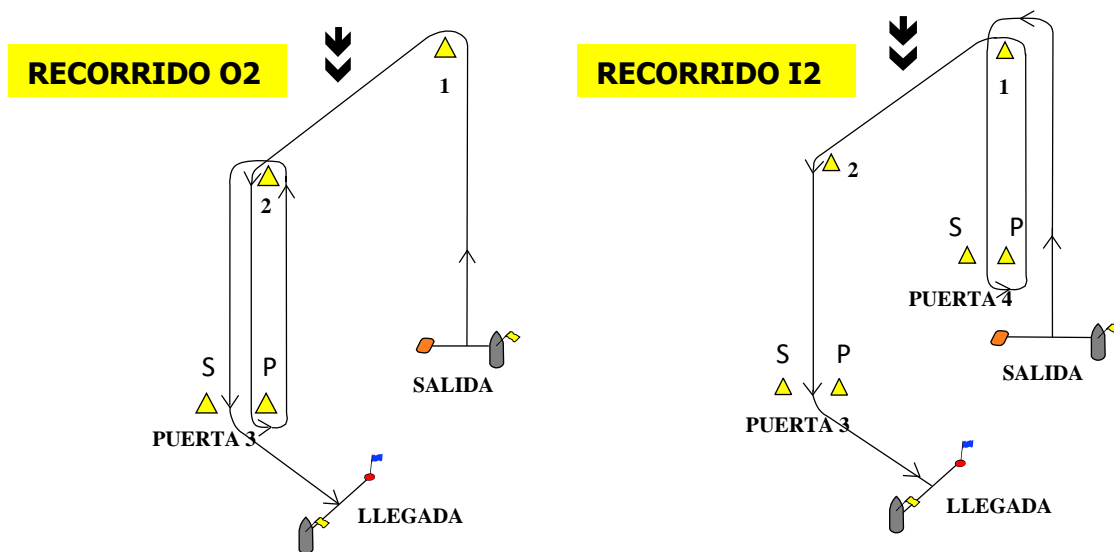 RECORRIDO O2
1
2
S P
PUERTA 3
SALIDA
LLEGADA
RECORRIDO I2
1
2
S P
PUERTA 4
SALIDA
S P
PUERTA 3
LLEGADA